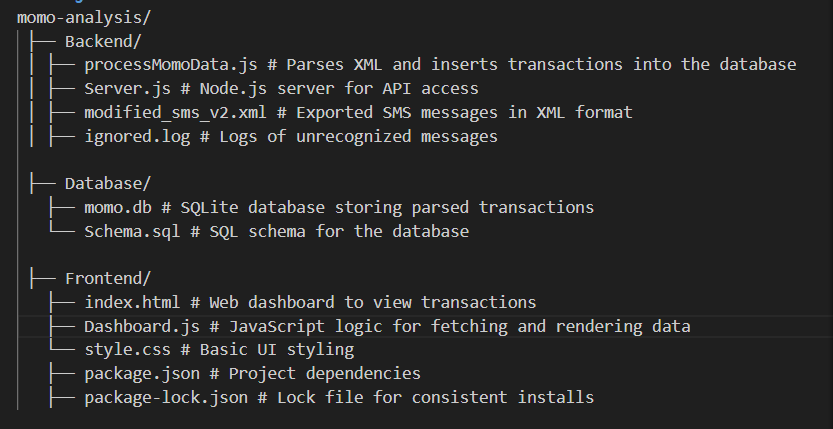 momo-analysis/
├── Backend/
│ ├── processMomoData.js # Parses XML and inserts transactions into the database
│ ├── Server.js # Node.js server for API access
│ ├── modified_sms_v2.xml # Exported SMS messages in XML format
│ ├── ignored.log # Logs of unrecognized messages
├── Database/
  ├── momo.db # SQLite database storing parsed transactions
  └── Schema.sql # SQL schema for the database
├── Frontend/
  ├── index.html # Web dashboard to view transactions
  ├── Dashboard.js # JavaScript logic for fetching and rendering data
  └── style.css # Basic UI styling
  ├── package.json # Project dependencies
  ├── package-lock.json # Lock file for consistent installs